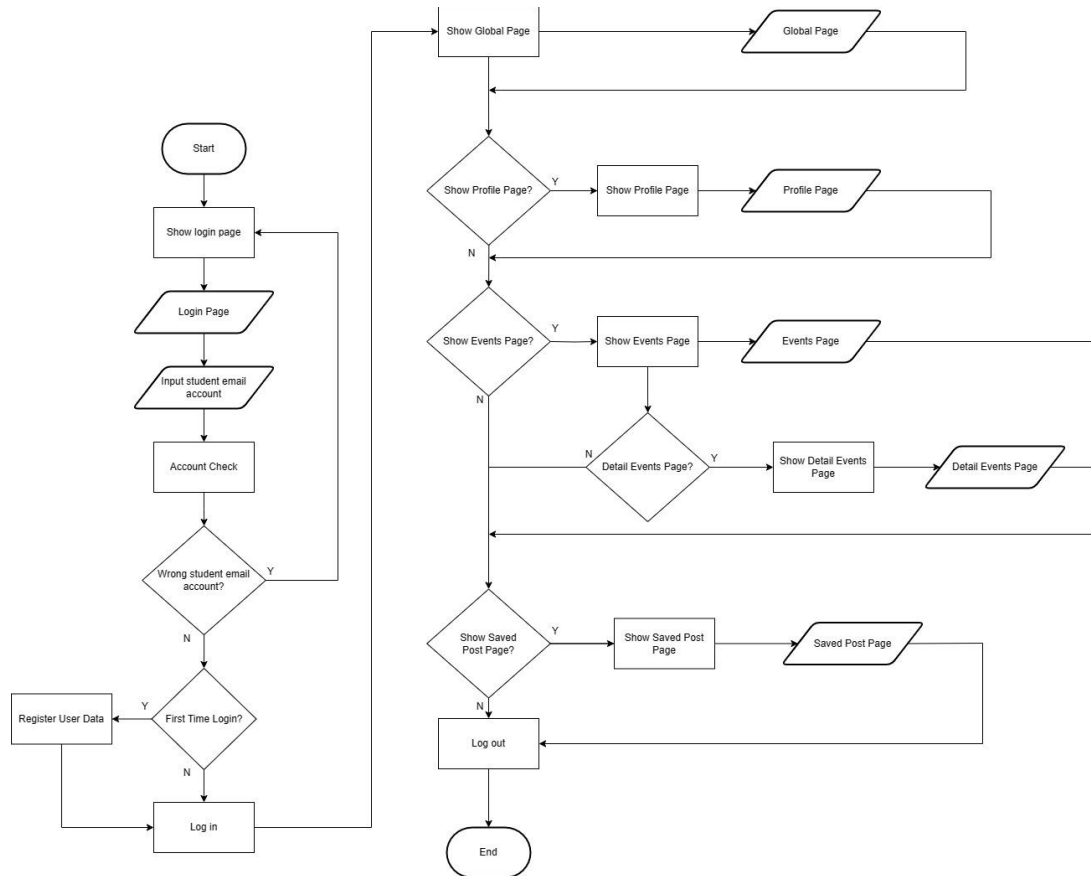 Start
Show login page
Login Page
Input student email
account
Account Check
Wrong student email
account?
Y
N
First Time Login?
Y
Register User Data
N
Log in
Show Global Page
Global Page
Show Profile Page?
Y
Show Profile Page
Profile Page
N
Show Events Page?
Y
Show Events Page
Events Page
N
Detail Events Page?
N
Y
Show Detail Events
Page
Detail Events Page
Show Saved
Post Page?
Y
Show Saved Post
Page
Saved Post Page
N
Log out
End